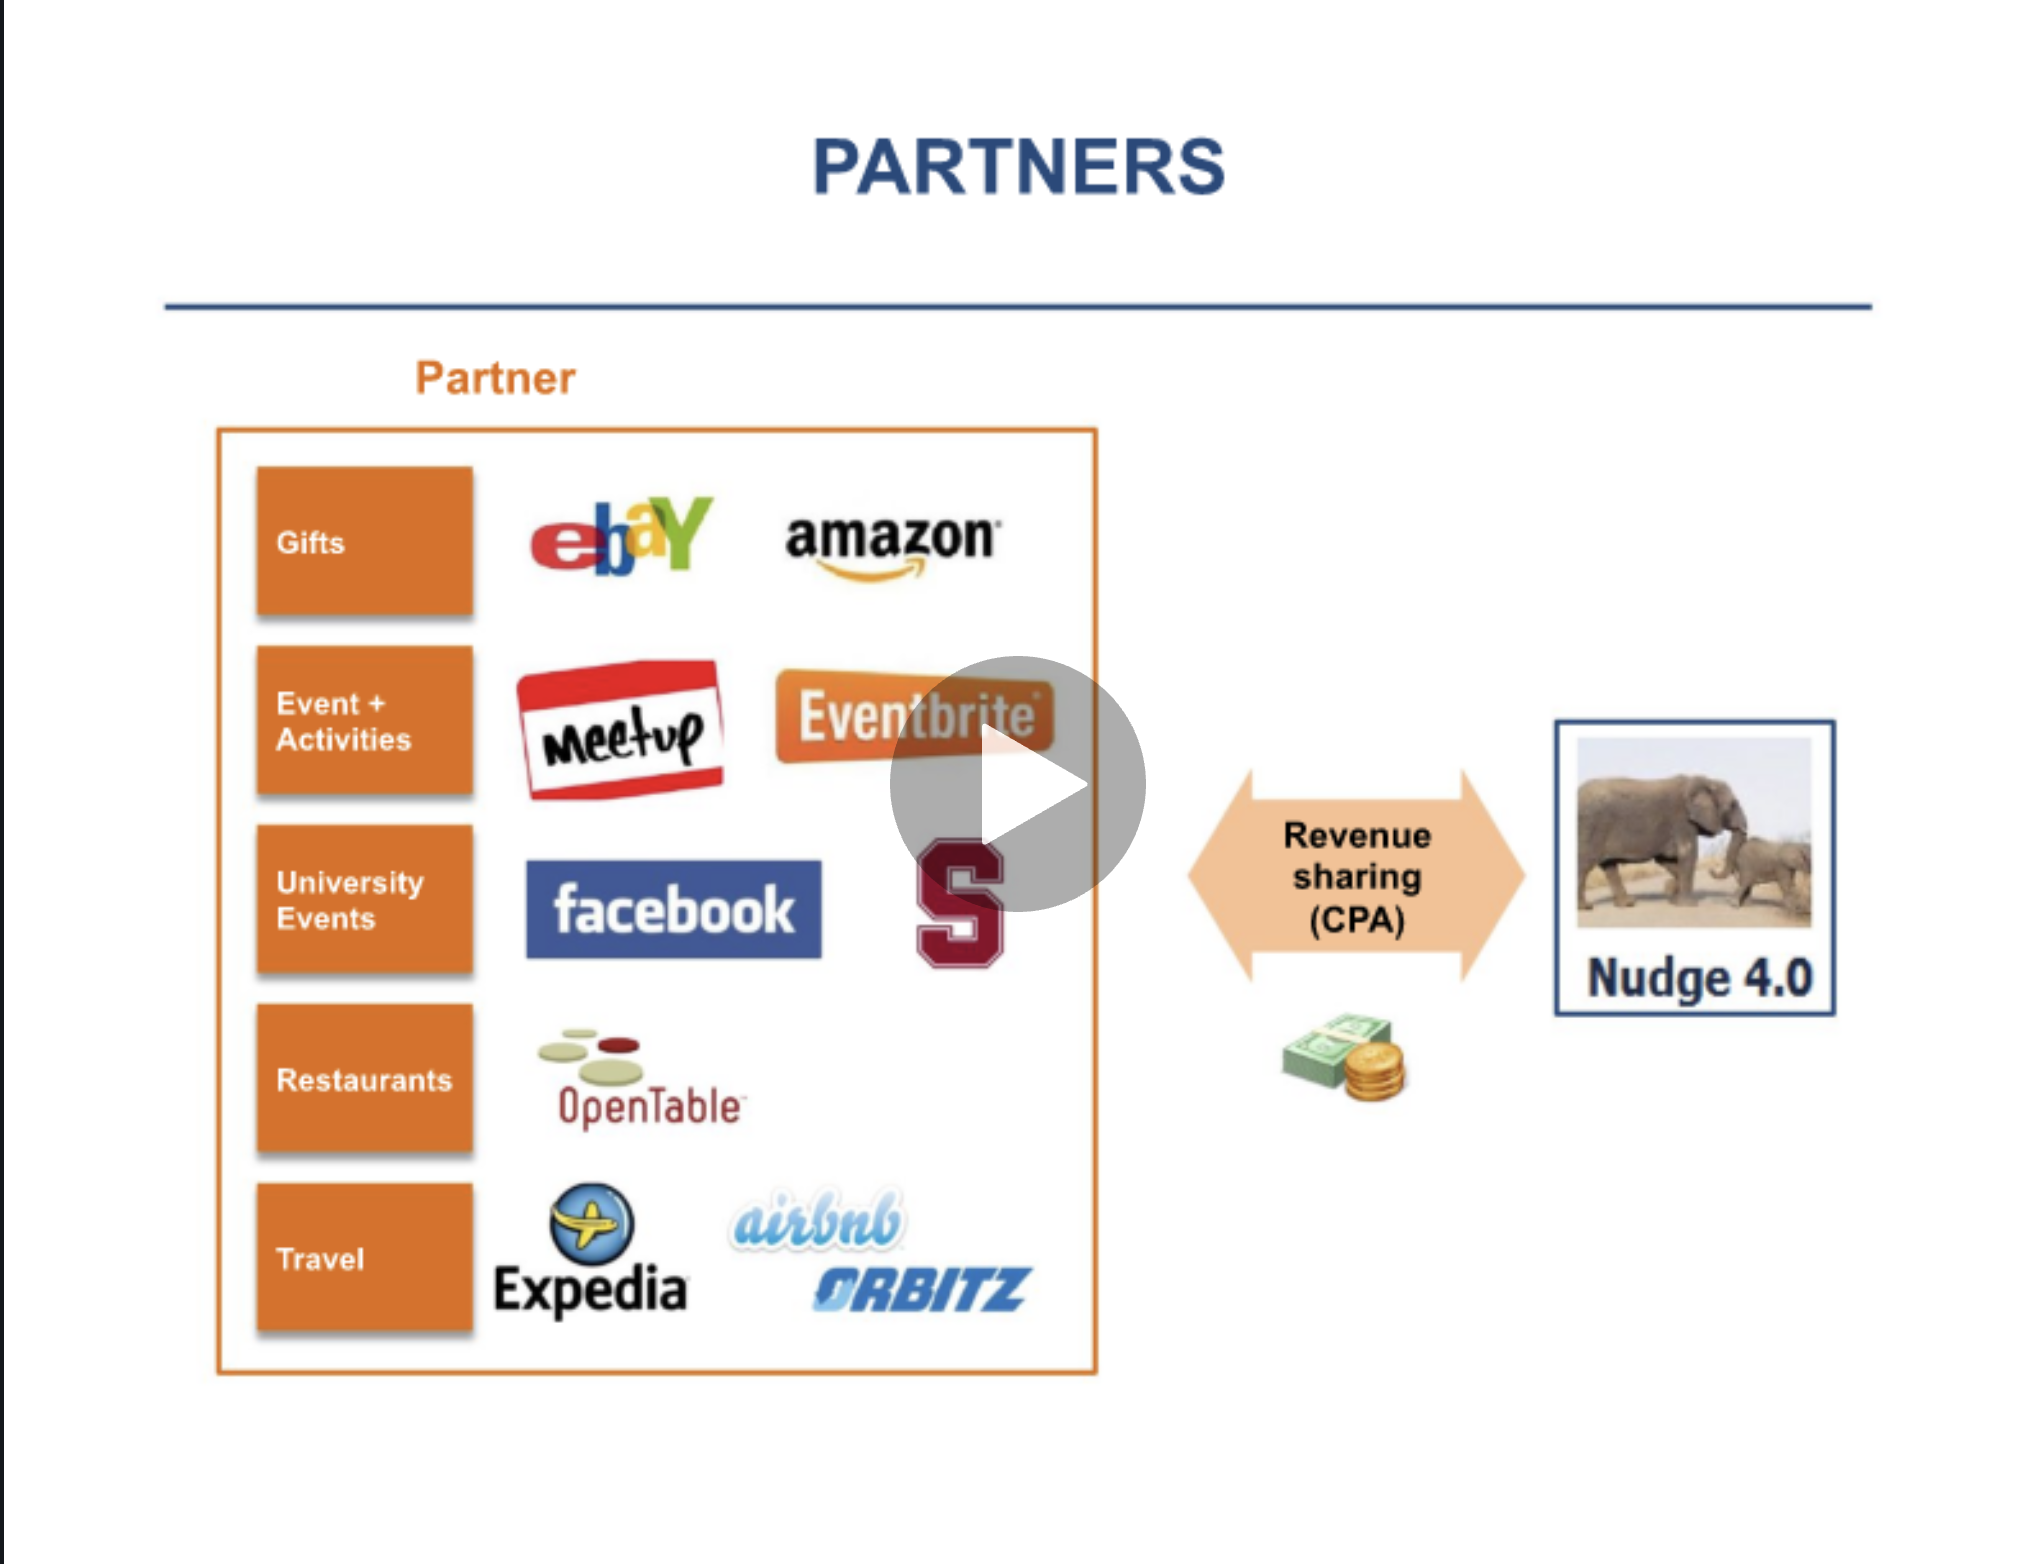 PARTNERS
Partner
Gifts
ebaY
amazon
Event +
Activities
Meetup
Eventbrite
University
Events
facebook
S
Restaurants
OpenTable
Travel
Expedia
airbnb
ORBITZ
Revenue
sharing
(CPA)
Nudge 4.0